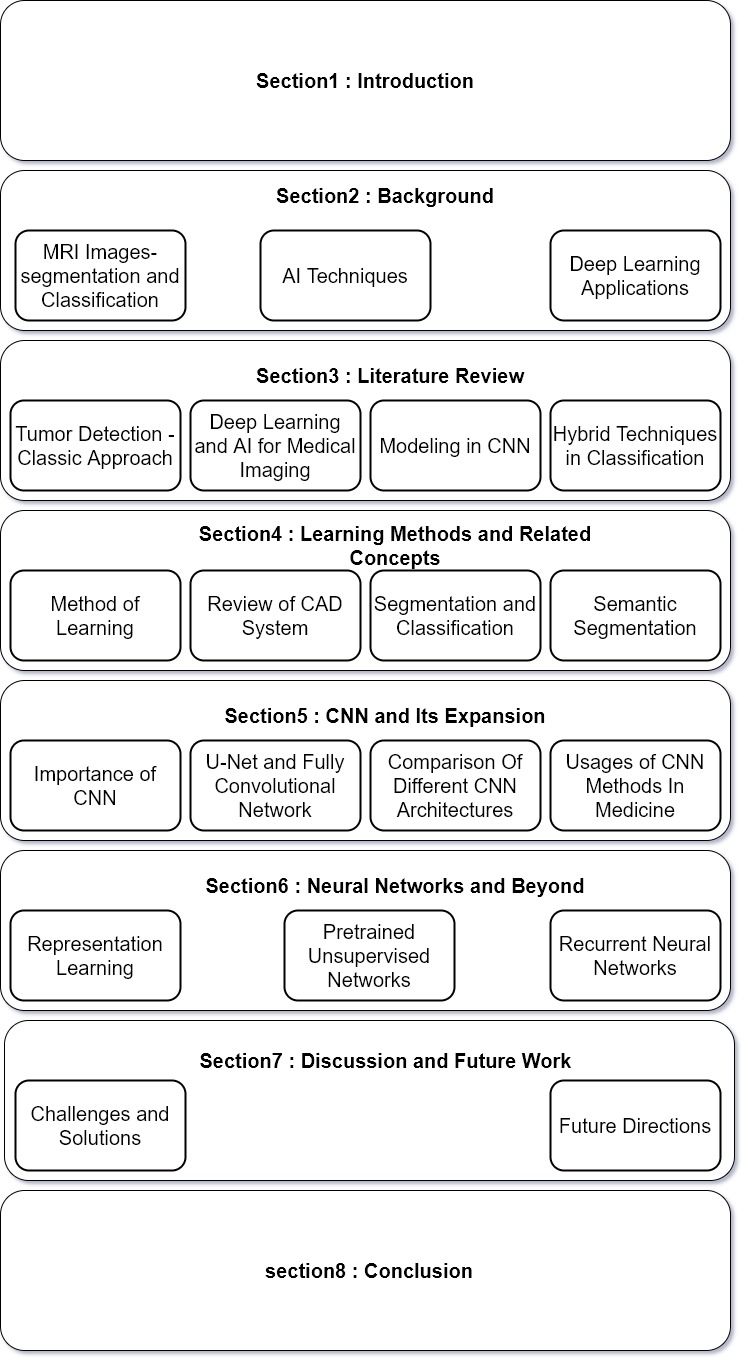 Section1 : Introduction
Section2 : Background
MRI Images-
segmentation and
Classification
AI Techniques
Deep Learning
Applications
Section3 : Literature Review
Tumor Detection -
Classic Approach
Deep Learning
and AI for Medical
Imaging
Modeling in CNN
Hybrid Techniques
in Classification
Section4 : Learning Methods and Related
Concepts
Method of
Learning
Review of CAD
System
Segmentation and
Classification
Semantic
Segmentation
Section5 : CNN and Its Expansion
Importance of
CNN
U-Net and Fully
Convolutional
Network
Comparison Of
Different CNN
Architectures
Usages of CNN
Methods In
Medicine
Section6 : Neural Networks and Beyond
Representation
Learning
Pretrained
Unsupervised
Networks
Recurrent Neural
Networks
Section7 : Discussion and Future Work
Challenges and
Solutions
Future Directions
section8 : Conclusion